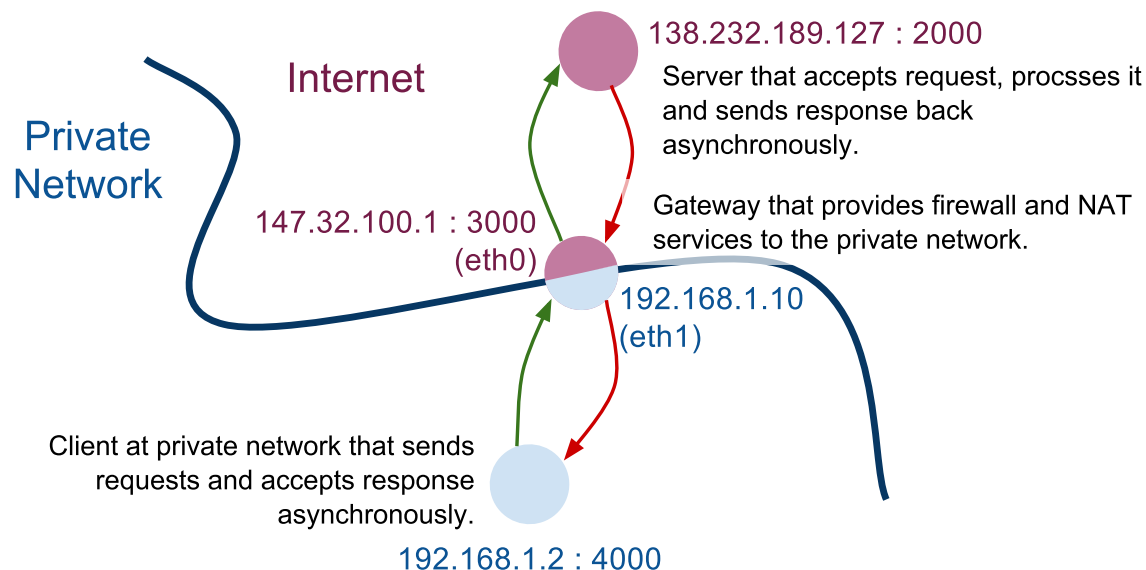 138.232.189.127 : 2000
Internet
Server that accepts request, procsses it
and sends response back
asynchronously.
Private
Network
147.32.100.1 : 3000
(eth0)
Gateway that provides firewall and NAT
services to the private network.
192.168.1.10
(eth1)
Client at private network that sends
requests and accepts response
asynchronously.
192.168.1.2 : 4000